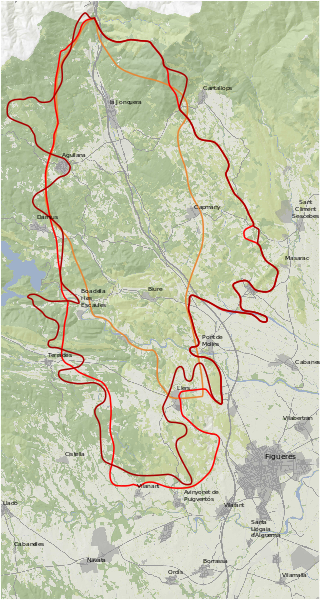 Cantallops
la Jonquera
Agullana
Sant
Climent
Sescebes
Capmany
Darnius
Masarac
Boadella
i les
Escaules
Biure
Pont de
Molins
Terrades
Cabanes
Llers
Vilabertran
Cistella
Figueres
Vilanant
Avinyonet de
Puigventós
Lladó
Vilafant
Santa
Llogaia
d'Àlguema
Cabanelles
Navata
Borrassà
Ordis
Vilamalla